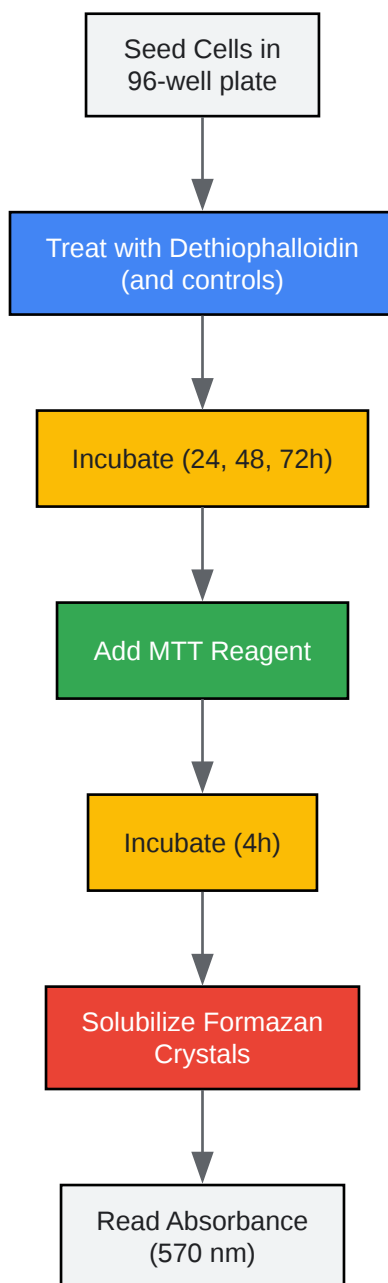 Seed Cells in
96-well plate
Treat with Dethiophalloidin
(and controls)
Incubate (24, 48, 72h)
Add MTT Reagent
Incubate (4h)
Solubilize Formazan
Crystals
Read Absorbance
(570 nm)